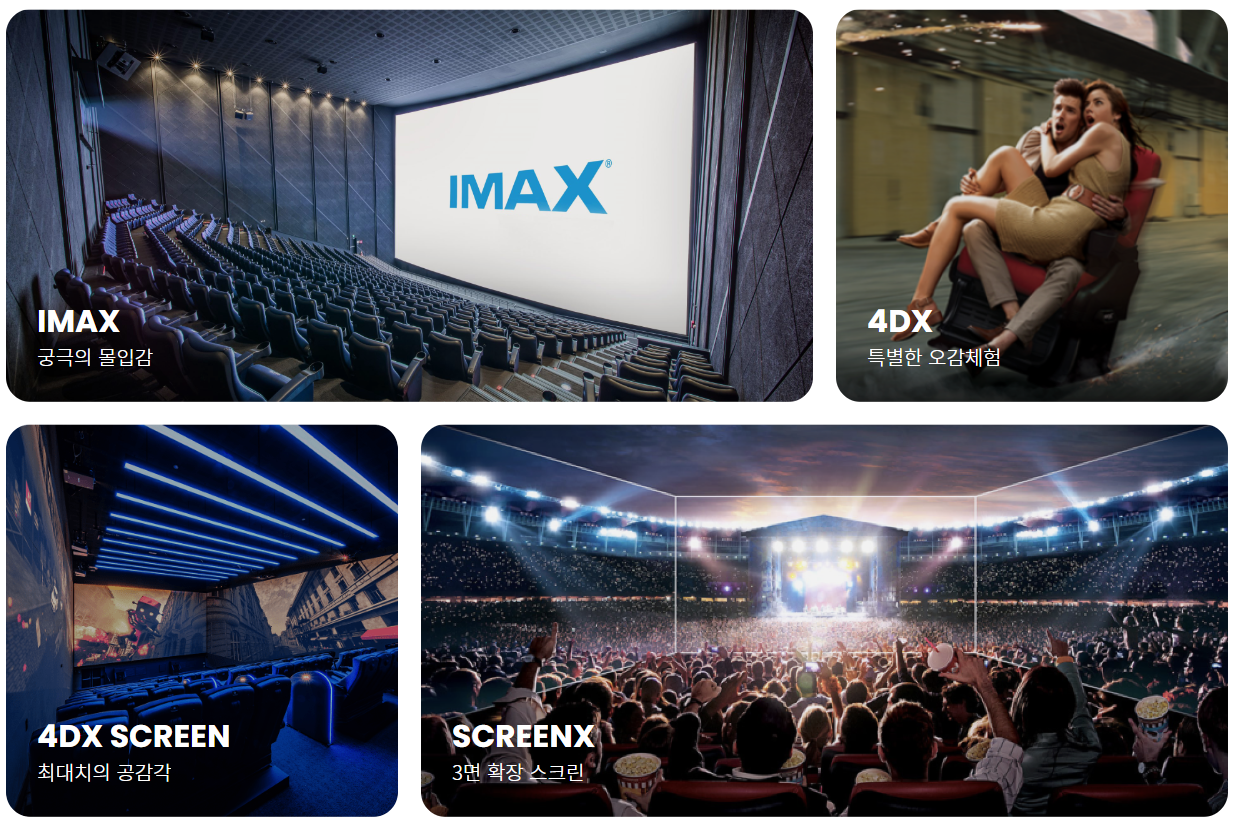 IMAX®
IMAX
궁극의 몰입감
4DX
특별한 오감체험
4DX SCREEN
최대치의 공감각
SCREENX
3면 확장 스크린